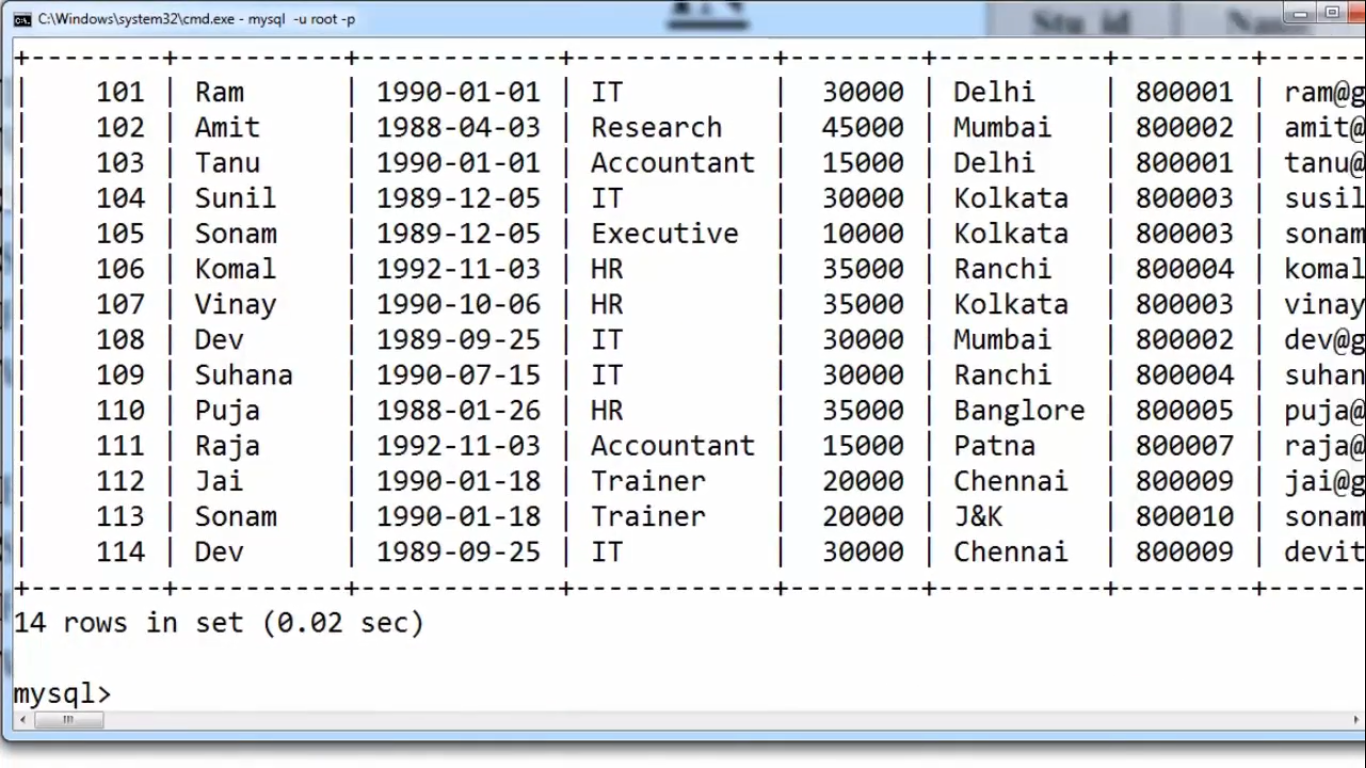 C:\Windows\system32\cmd.exe - mysql -u root -p
Stu_id Name
+--------+----------+------------+------------+--------+----------+--------+------
| 101 | Ram | 1990-01-01 | IT | 30000 | Delhi | 800001 | ram@g
| 102 | Amit | 1988-04-03 | Research | 45000 | Mumbai | 800002 | amit@
| 103 | Tanu | 1990-01-01 | Accountant | 15000 | Delhi | 800001 | tanu@
| 104 | Sunil | 1989-12-05 | IT | 30000 | Kolkata | 800003 | susil
| 105 | Sonam | 1989-12-05 | Executive | 10000 | Kolkata | 800003 | sonam
| 106 | Komal | 1992-11-03 | HR | 35000 | Ranchi | 800004 | komal
| 107 | Vinay | 1990-10-06 | HR | 35000 | Kolkata | 800003 | vinay
| 108 | Dev | 1989-09-25 | IT | 30000 | Mumbai | 800002 | dev@g
| 109 | Suhana | 1990-07-15 | IT | 30000 | Ranchi | 800004 | suhan
| 110 | Puja | 1988-01-26 | HR | 35000 | Banglore | 800005 | puja@
| 111 | Raja | 1992-11-03 | Accountant | 15000 | Patna | 800007 | raja@
| 112 | Jai | 1990-01-18 | Trainer | 20000 | Chennai | 800009 | jai@g
| 113 | Sonam | 1990-01-18 | Trainer | 20000 | J&K | 800010 | sonam
| 114 | Dev | 1989-09-25 | IT | 30000 | Chennai | 800009 | devit
+--------+----------+------------+------------+--------+----------+--------+------
14 rows in set (0.02 sec)
mysql>